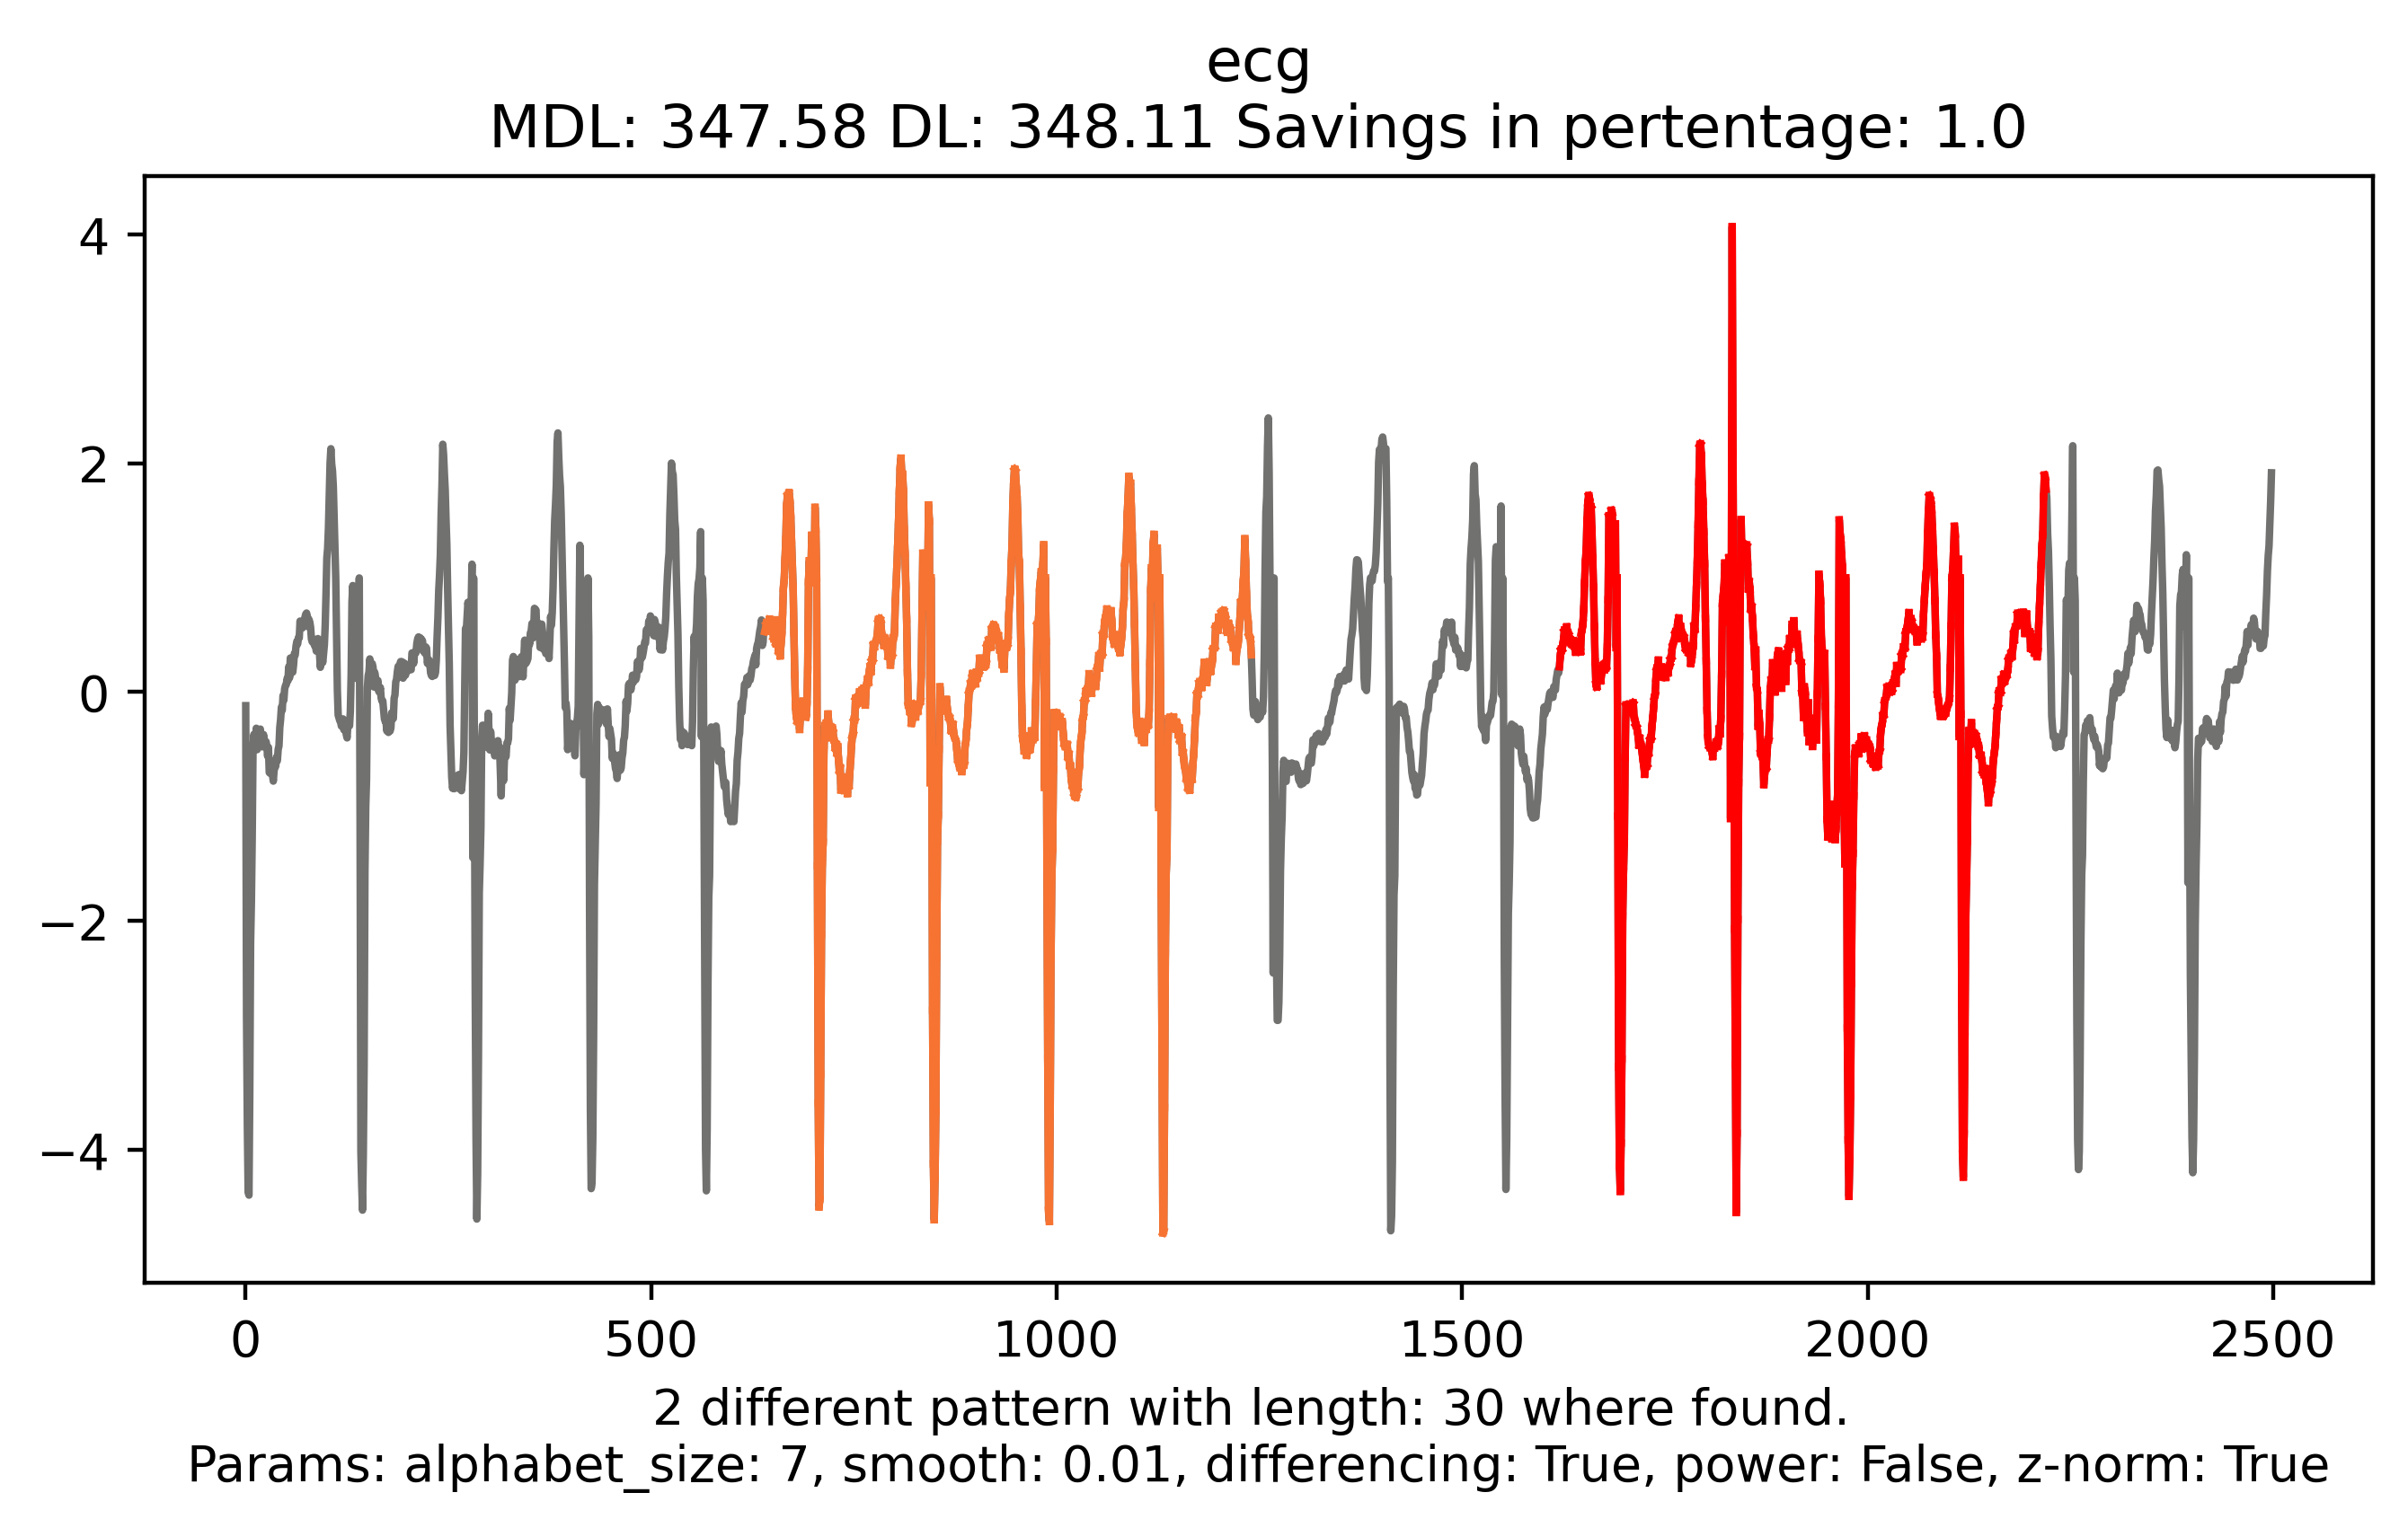 ecg
MDL: 347.58 DL: 348.11 Savings in pertentage: 1.0
4
2
0
−2
−4
0 500 1000 1500 2000 2500
2 different pattern with length: 30 where found.
Params: alphabet_size: 7, smooth: 0.01, differencing: True, power: False, z-norm: True